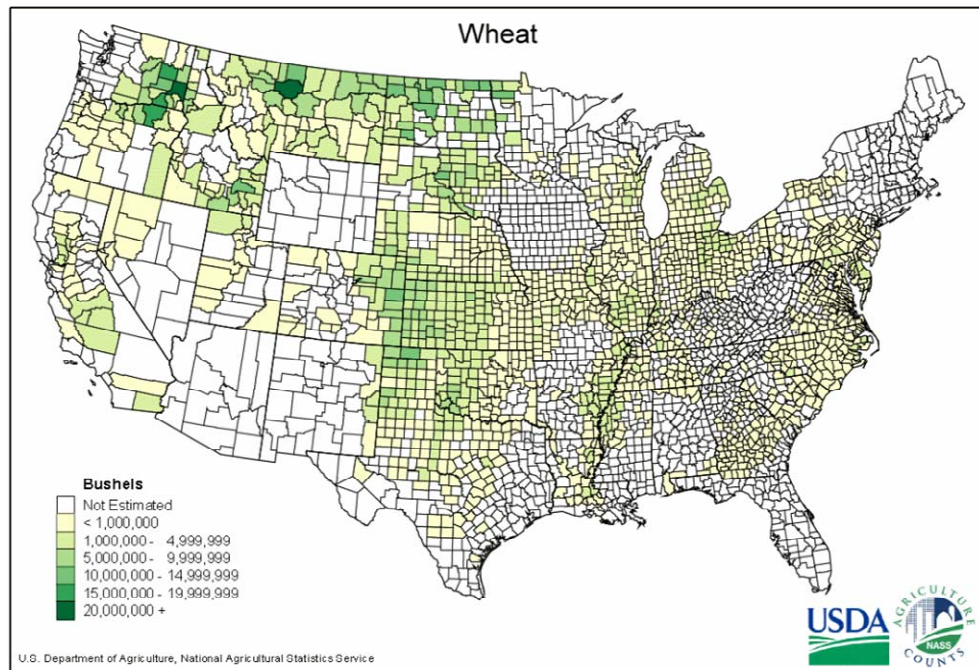 Wheat
Bushels
Not Estimated
< 1,000,000
1,000,000 - 4,999,999
5,000,000 - 9,999,999
10,000,000 - 14,999,999
15,000,000 - 19,999,999
20,000,000 +
U.S. Department of Agriculture, National Agricultural Statistics Service
USDA
AGRICULTURE
NASS
COUNTS